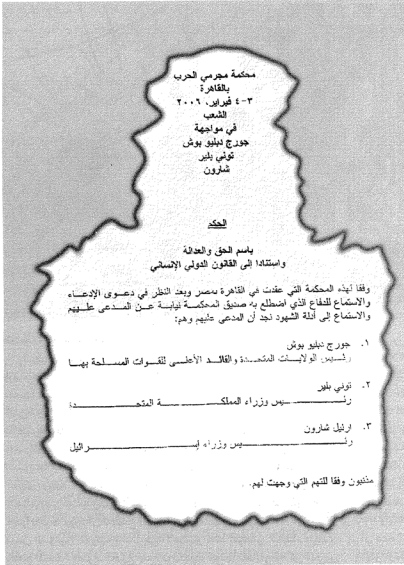 محكمة مجرمي الحرب
بالقاهرة
٣-٤ فبراير، ٢٠٠٦
الشعب
في مواجهة
جورج دبليو بوش
توني بلير
شارون
الحكم
باسم الحق والعدالة
واستنادا إلى القانون الدولي الإنساني
وفقا لهذه المحكمة التي عقدت في القاهرة بمصر وبعد النظر في دعوى الإدعاء
والاستماع للدفاع الذي اضطلع به صديق المحكمة نيابة عن المدعى عليهم
والاستماع إلى أدلة الشهود نجد أن المدعى عليهم وهم:
١. جورج دبليو بوش
رئيس الولايات المتحدة والقائد الأعلى للقوات المسلحة بها
٢. توني بلير
رئيس وزراء المملكة المتحدة
٣. ارئيل شارون
رئيس وزراء إسرائيل
مذنبون وفقا للتهم التي وجهت لهم.